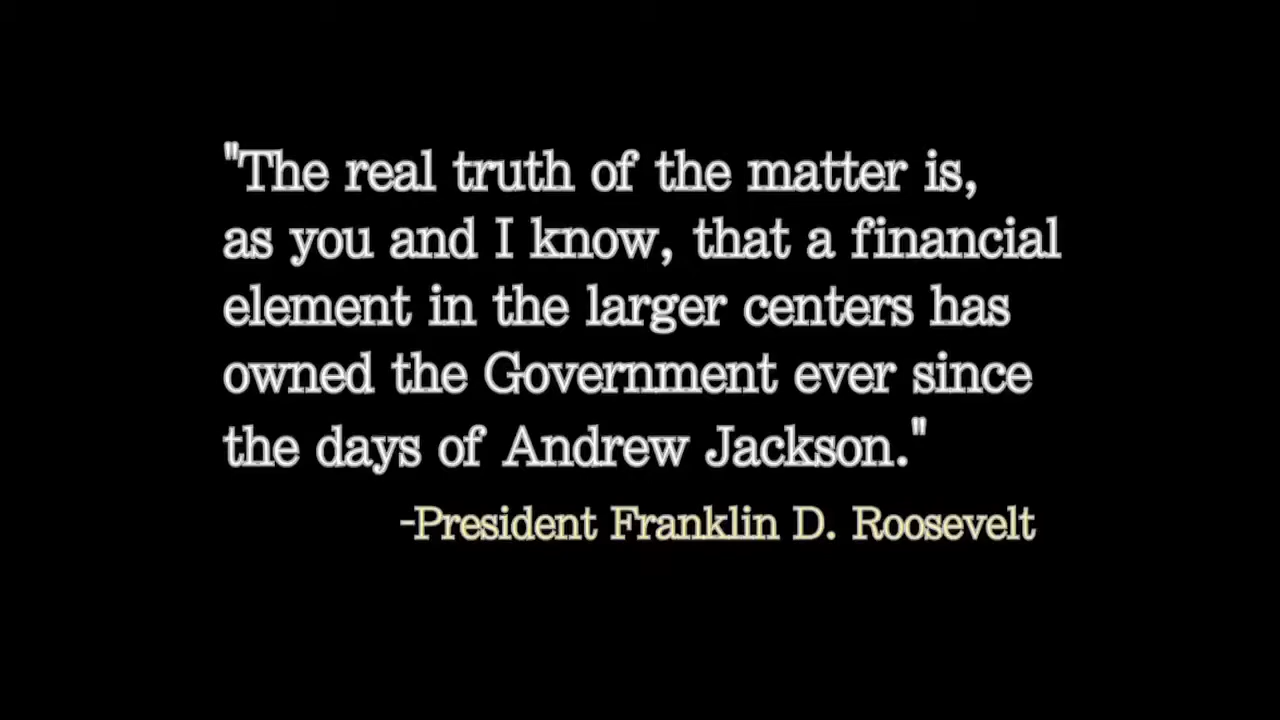 "The real truth of the matter is,
as you and I know, that a financial
element in the larger centers has
owned the Government ever since
the days of Andrew Jackson."
-President Franklin D. Roosevelt